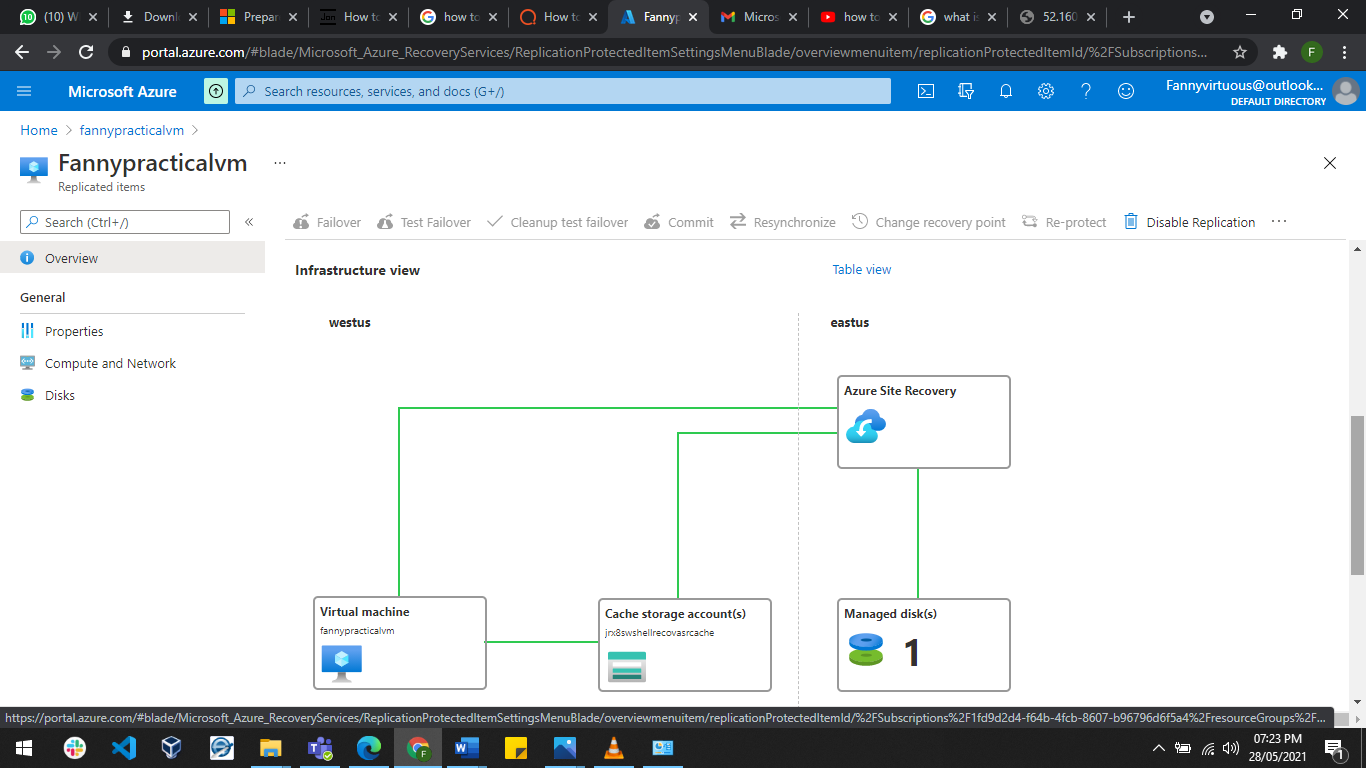 (10) W
Downl
Prepar
Jan
How to
how to
How to
Fannyp
Micros
how to
what is
52.160
portal.azure.com/#blade/Microsoft_Azure_RecoveryServices/ReplicationProtectedItemSettingsMenuBlade/overviewmenuitem/replicationProtectedItemId/%2FSubscriptions...
F
Microsoft Azure
Search resources, services, and docs (G+/)
Fannyvirtuous@outlook...
DEFAULT DIRECTORY
Home > fannypracticalvm >
Fannypracticalvm ...
Replicated items
Search (Ctrl+/)
«
Failover
Test Failover
Cleanup test failover
Commit
Resynchronize
Change recovery point
Re-protect
Disable Replication
...
Overview
General
Properties
Compute and Network
Disks
Infrastructure view
Table view
westus
eastus
Azure Site Recovery
Virtual machine
fannypracticalvm
Cache storage account(s)
jrx8swshellrecovasrcache
Managed disk(s)
1
https://portal.azure.com/#blade/Microsoft_Azure_RecoveryServices/ReplicationProtectedItemSettingsMenuBlade/overviewmenuitem/replicationProtectedItemId/%2FSubscriptions%2F1fd9d2d4-f64b-4fcb-8607-b96796d6f5a4%2FresourceGroups%2F...
07:23 PM
28/05/2021
1